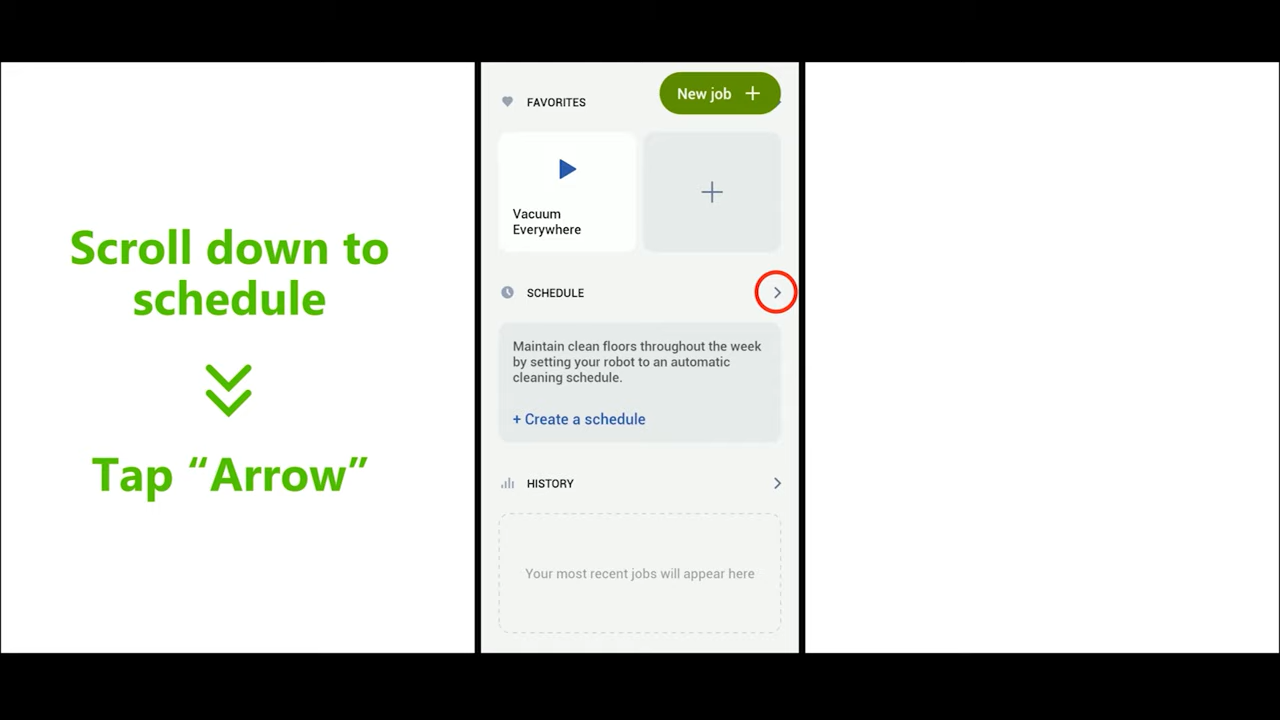 Scroll down to
schedule
Tap “Arrow”
New job +
FAVORITES
Vacuum
Everywhere
SCHEDULE
Maintain clean floors throughout the week
by setting your robot to an automatic
cleaning schedule.
+ Create a schedule
HISTORY
Your most recent jobs will appear here